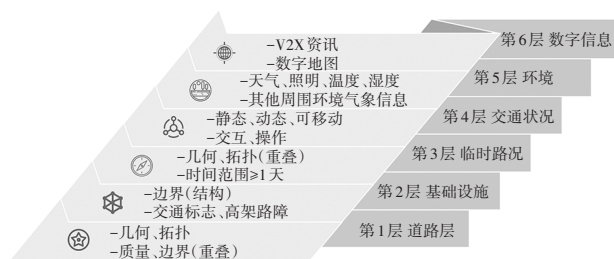 -V2X资讯
-数字地图
第6层 数字信息
-天气、照明、温度、湿度
-其他周围环境气象信息
第5层 环境
-静态、动态、可移动
-交互、操作
第4层 交通状况
-几何、拓扑(重叠)
-时间范围≥1天
第3层 临时路况
-边界(结构)
-交通标志、高架路障
第2层 基础设施
-几何、拓扑
-质量、边界(重叠)
第1层 道路层